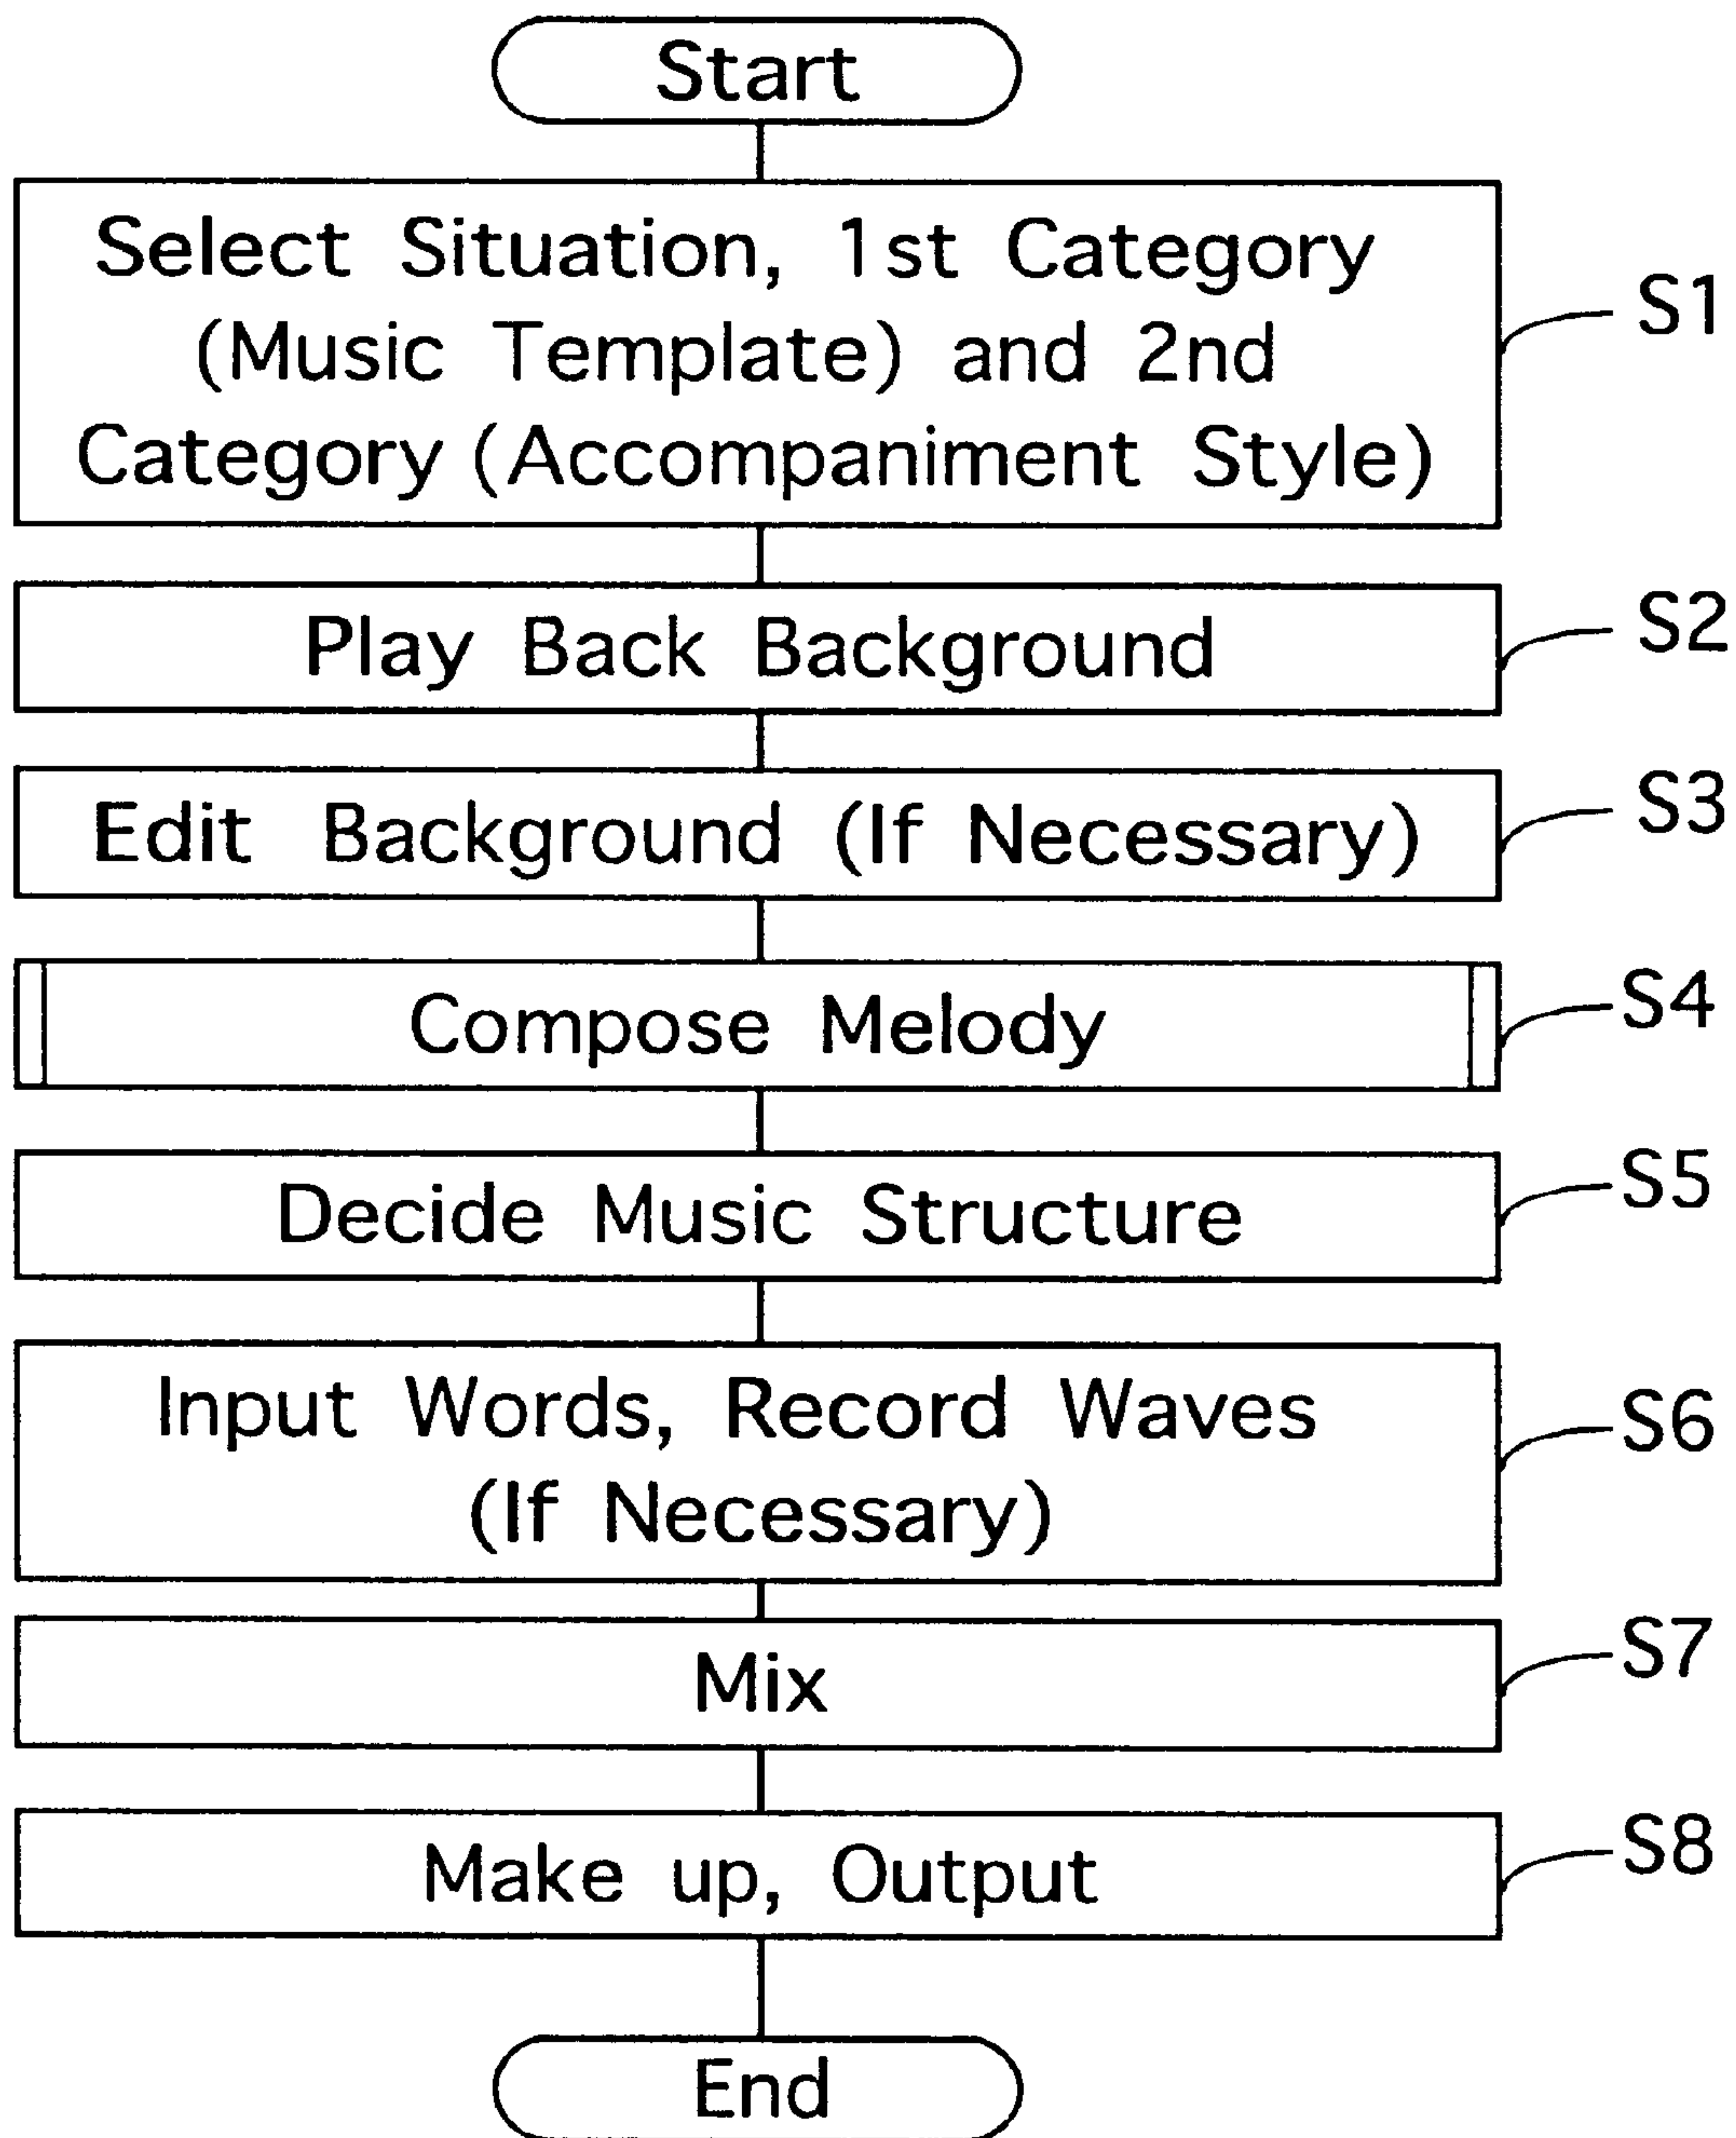 Start
Select Situation, 1st Category
(Music Template) and 2nd
Category (Accompaniment Style)
S1
Play Back Background
S2
Edit Background (If Necessary)
S3
Compose Melody
S4
Decide Music Structure
S5
Input Words, Record Waves
(If Necessary)
S6
Mix
S7
Make up, Output
S8
End